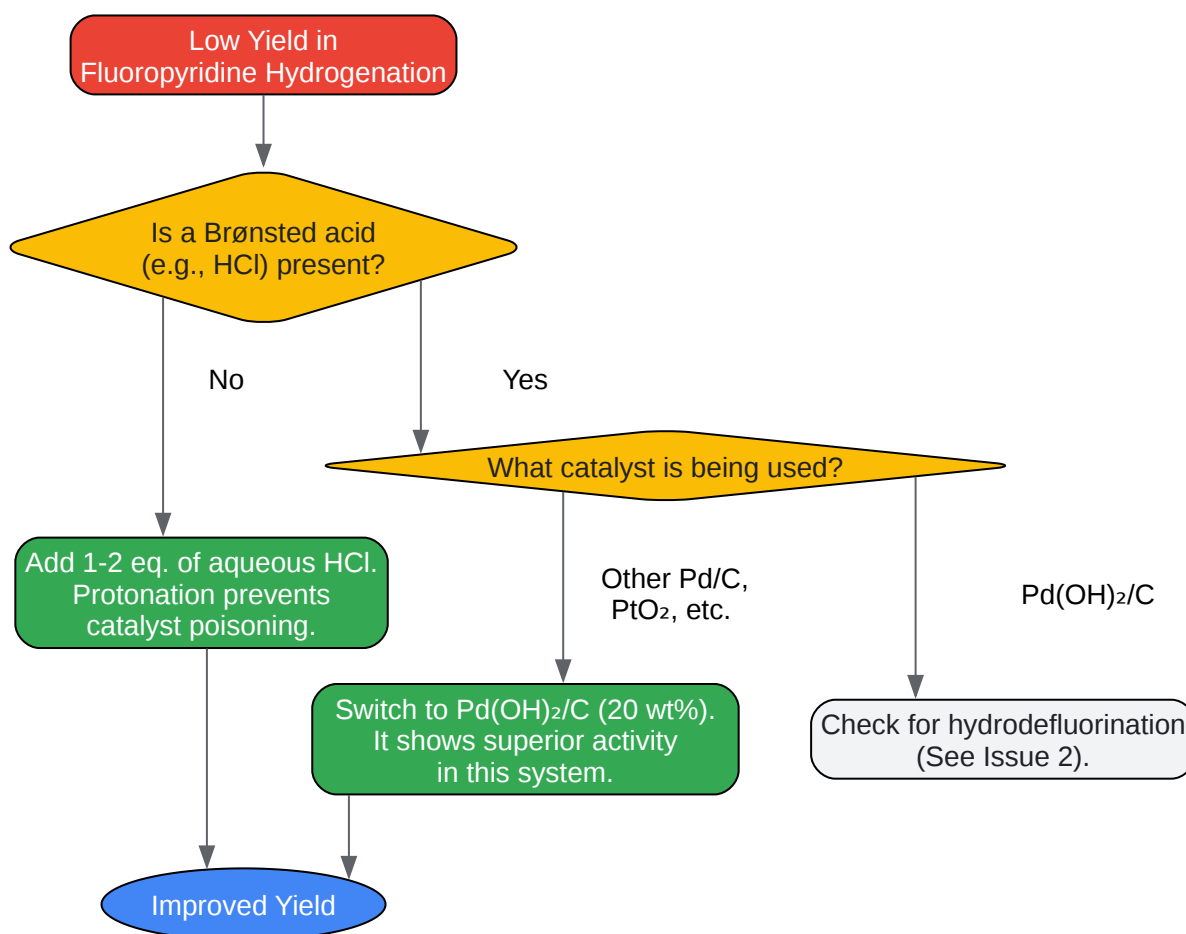 Low Yield in
Fluoropyridine Hydrogenation
Is a Brønsted acid
(e.g., HCl) present?
No
Yes
What catalyst is being used?
Add 1-2 eq. of aqueous HCl.
Protonation prevents
catalyst poisoning.
Other Pd/C,
PtO₂, etc.
Pd(OH)₂/C
Switch to Pd(OH)₂/C (20 wt%).
It shows superior activity
in this system.
Check for hydrodefluorination
(See Issue 2).
Improved Yield